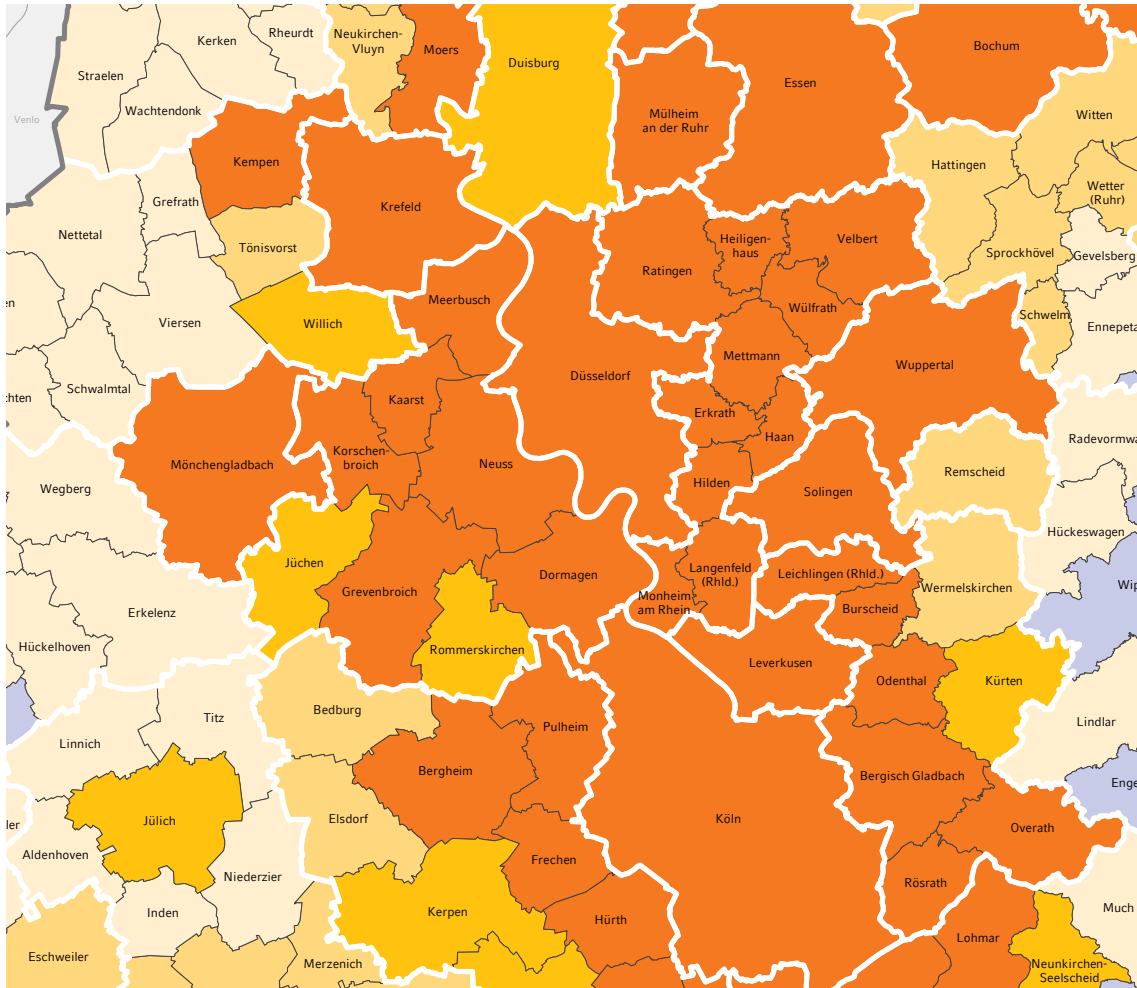 Kerken
Rheurdt
Neukirchen-
Vluyn
Moers
Duisburg
Bochum
Straelen
Essen
Wachtendonk
Venlo
Mülheim
an der Ruhr
Witten
Kempen
Hattingen
Wetter
(Ruhr)
Grefrath
Krefeld
Nettetal
Tönisvorst
Heiligen-
haus
Velbert
Sprockhövel
Gevelsberg
Ratingen
en
Meerbusch
Wülfrath
Viersen
Willich
Schwelm
Ennepeta
Mettmann
Wuppertal
Düsseldorf
Schwalmtal
chten
Kaarst
Erkrath
Haan
Radevormwa
Korschen-
broich
Mönchengladbach
Neuss
Remscheid
Wegberg
Hilden
Solingen
Hückeswagen
Jüchen
Langenfeld
(Rhld.)
Leichlingen (Rhld.)
Dormagen
Grevenbroich
Wermelskirchen
Wip
Monheim
am Rhein
Burscheid
Erkelenz
Hückelhoven
Rommerskirchen
Leverkusen
Odenthal
Kürten
Bedburg
Titz
Lindlar
Pulheim
Linnich
Bergheim
Bergisch Gladbach
Enge
Elsdorf
Köln
Jülich
ler
Overath
Aldenhoven
Frechen
Niederzier
Rösrath
Kerpen
Inden
Hürth
Much
Lohmar
Eschweiler
Merzenich
Neunkirchen-
Seelscheid